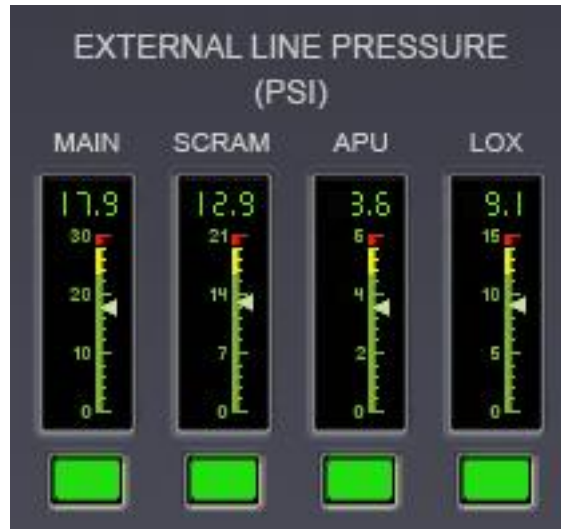 EXTERNAL LINE PRESSURE
(PSI)
MAIN SCRAM APU LOX
17.9 12.9 3.6 9.1
30 21 6 15
20 14 4 10
10 7 2 5
0 0 0 0